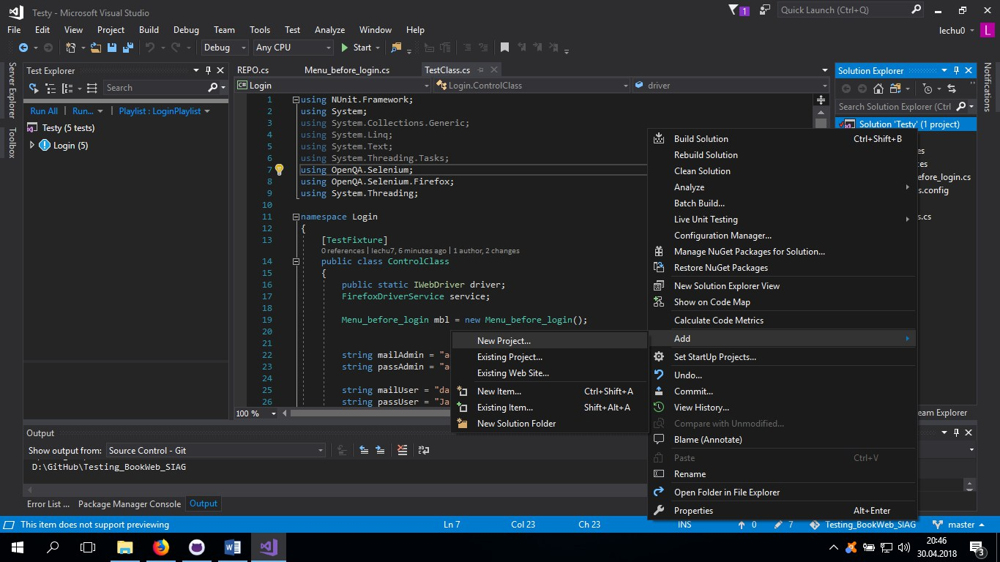 Testy - Microsoft Visual Studio
1
Quick Launch (Ctrl+Q)
File Edit View Project Build Debug Team Tools Test Analyze Window Help
lechu0 L
Debug Any CPU Start
Server Explorer
Toolbox
Test Explorer
Search
Run All | Run... | Playlist : LoginPlaylist
Testy (5 tests)
Login (5)
REPO.cs Menu_before_login.cs TestClass.cs
C# Login Login.ControlClass driver
1 using NUnit.Framework;
2 using System;
3 using System.Collections.Generic;
4 using System.Linq;
5 using System.Text;
6 using System.Threading.Tasks;
7 using OpenQA.Selenium;
8 using OpenQA.Selenium.Firefox;
9 using System.Threading;
10
11 namespace Login
12 {
13 [TestFixture]
0 references | lechu7, 6 minutes ago | 1 author, 2 changes
14 public class ControlClass
15 {
16 public static IWebDriver driver;
17 FirefoxDriverService service;
18
19 Menu_before_login mbl = new Menu_before_login();
20
22 string mailAdmin = "a
23 string passAdmin = "a
24
25 string mailUser = "da
26 string passUser = "Ja
100 %
New Project...
Existing Project...
Existing Web Site...
New Item... Ctrl+Shift+A
Existing Item... Shift+Alt+A
New Solution Folder
Solution Explorer
Search Solution Explorer (Ctrl
Solution 'Testy' (1 project)
es
ces
efore_login.cs
s.config
s.cs
eam Explorer
Notifications
Build Solution Ctrl+Shift+B
Rebuild Solution
Clean Solution
Analyze
Batch Build...
Live Unit Testing
Configuration Manager...
Manage NuGet Packages for Solution...
Restore NuGet Packages
New Solution Explorer View
Show on Code Map
Calculate Code Metrics
Add
Set StartUp Projects...
Undo...
Commit...
View History...
Compare with Unmodified...
Blame (Annotate)
Paste Ctrl+V
Rename
Open Folder in File Explorer
Properties Alt+Enter
Output
Show output from: Source Control - Git
D:\GitHub\Testing_BookWeb_SIAG
Error List ... Package Manager Console Output
This item does not support previewing Ln 7 Col 23 Ch 23 INS 0 7 Testing_BookWeb_SIAG master
20:46
30.04.2018
3